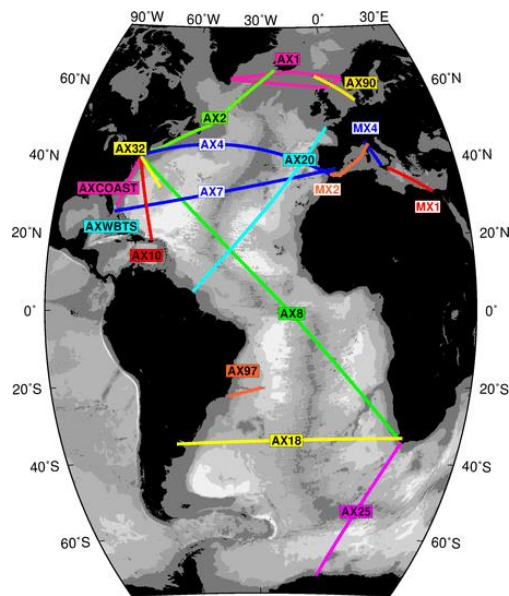 90°W 60°W 30°W 0° 30°E
AX1
60°N 60°N
AX90
AX2
MX4
AX32 AX4
40°N AX20 40°N
AXCOAST MX2
AX7
MX1
AXWBTS
20°N 20°N
AX10
0° AX8 0°
AX97
20°S 20°S
AX18
40°S 40°S
AX25
60°S 60°S